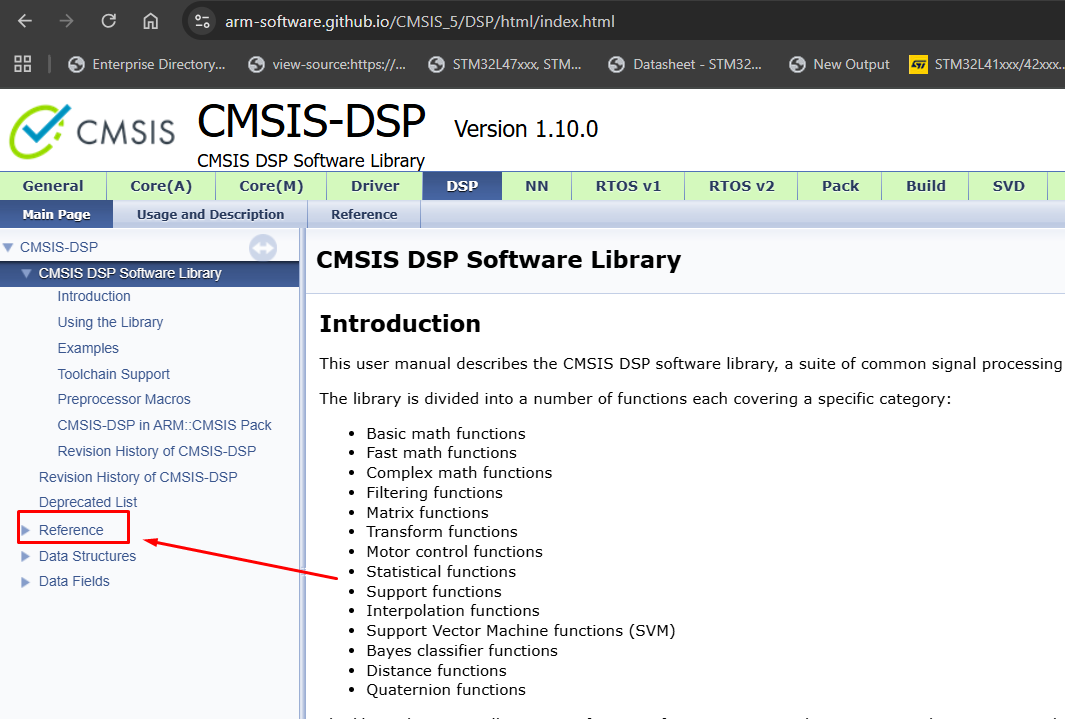 arm-software.github.io/CMSIS_5/DSP/html/index.html
Enterprise Directory... view-source:https://... STM32L47xxx, STM... Datasheet - STM32... New Output STM32L41xxx/42xxx...
CMSIS
CMSIS-DSP Version 1.10.0
CMSIS DSP Software Library
General Core(A) Core(M) Driver DSP NN RTOS v1 RTOS v2 Pack Build SVD
Main Page Usage and Description Reference
CMSIS-DSP
CMSIS DSP Software Library
Introduction
Using the Library
Examples
Toolchain Support
Preprocessor Macros
CMSIS-DSP in ARM::CMSIS Pack
Revision History of CMSIS-DSP
Revision History of CMSIS-DSP
Deprecated List
Reference
Data Structures
Data Fields
CMSIS DSP Software Library
Introduction
This user manual describes the CMSIS DSP software library, a suite of common signal processing
The library is divided into a number of functions each covering a specific category:
• Basic math functions
• Fast math functions
• Complex math functions
• Filtering functions
• Matrix functions
• Transform functions
• Motor control functions
• Statistical functions
• Support functions
• Interpolation functions
• Support Vector Machine functions (SVM)
• Bayes classifier functions
• Distance functions
• Quaternion functions